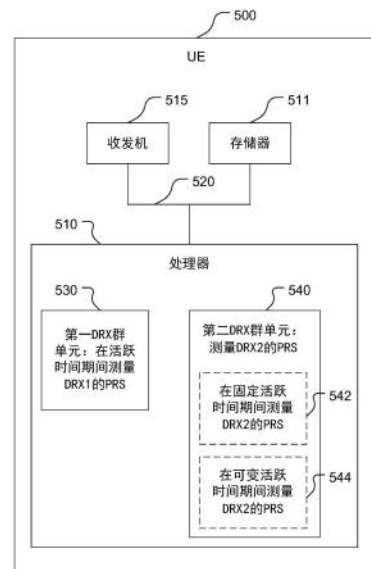 500
UE
515
511
收发机
存储器
520
510
处理器
530
540
第一DRX群
单元：在活跃
时间期间测量
DRX1的PRS
第二DRX群单元：
测量DRX2的PRS
在固定活跃
时间期间测量
DRX2的PRS
542
在可变活跃
时间期间测量
DRX2的PRS
544